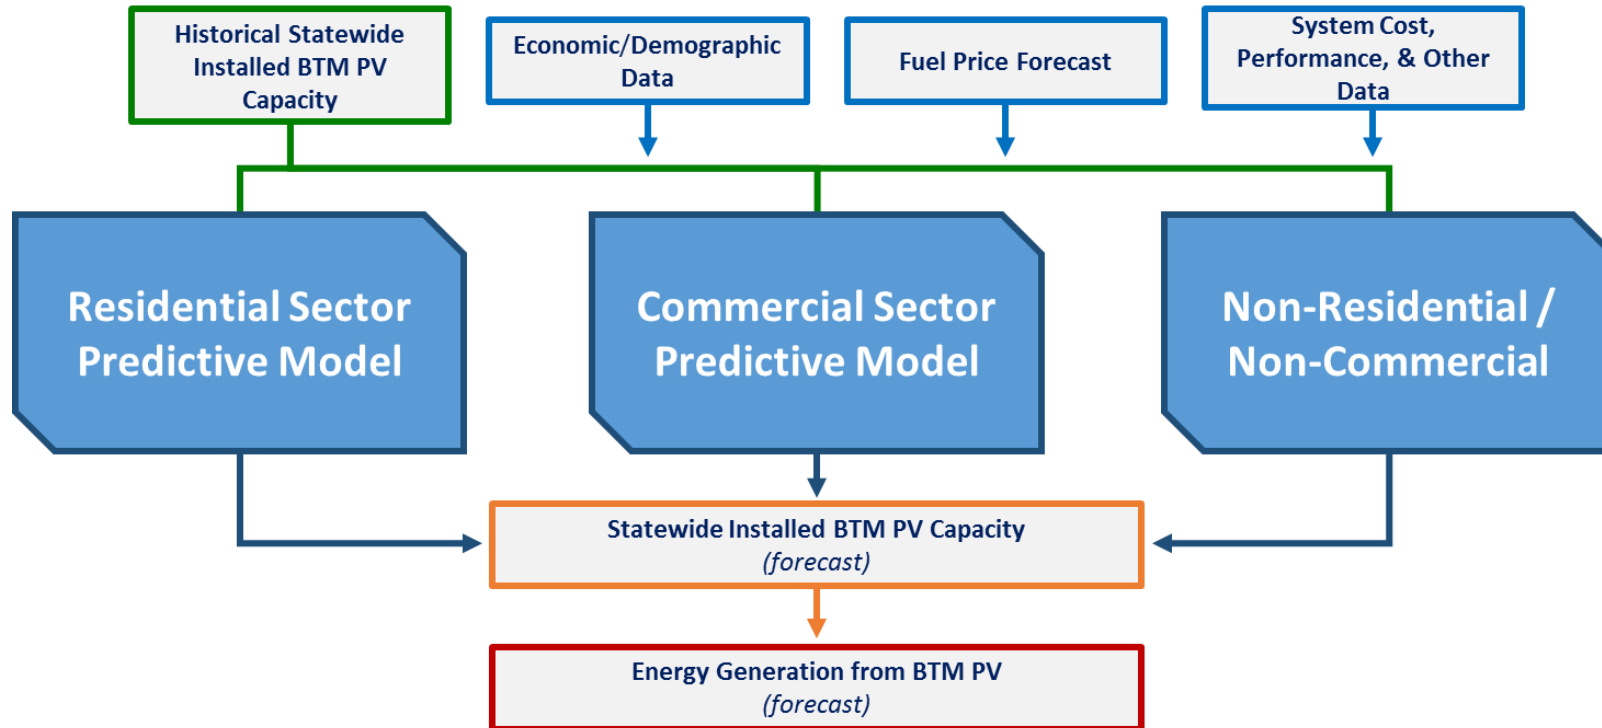 Historical Statewide
Installed BTM PV
Capacity
Economic/Demographic
Data
Fuel Price Forecast
System Cost,
Performance, & Other
Data
Residential Sector
Predictive Model
Commercial Sector
Predictive Model
Non-Residential /
Non-Commercial
Statewide Installed BTM PV Capacity
(forecast)
Energy Generation from BTM PV
(forecast)